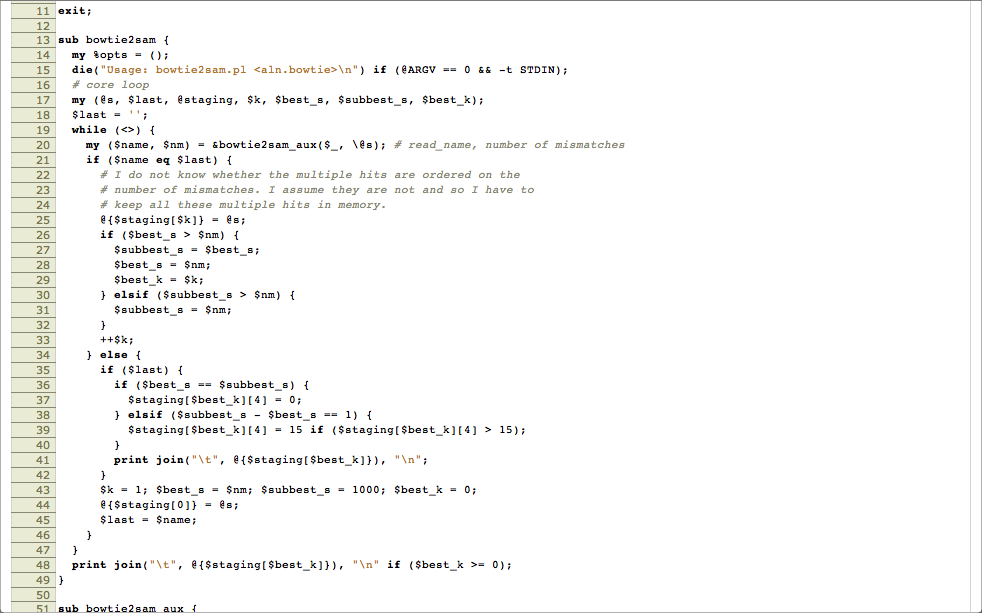 11 exit;
12
13 sub bowtie2sam {
14   my %opts = ();
15   die("Usage: bowtie2sam.pl <aln.bowtie>\n") if (@ARGV == 0 && -t STDIN);
16   # core loop
17   my (@s, $last, @staging, $k, $best_s, $subbest_s, $best_k);
18   $last = '';
19   while (<>) {
20     my ($name, $nm) = &bowtie2sam_aux($_, \@s); # read_name, number of mismatches
21     if ($name eq $last) {
22       # I do not know whether the multiple hits are ordered on the
23       # number of mismatches. I assume they are not and so I have to
24       # keep all these multiple hits in memory.
25       @{$staging[$k]} = @s;
26       if ($best_s > $nm) {
27         $subbest_s = $best_s;
28         $best_s = $nm;
29         $best_k = $k;
30       } elsif ($subbest_s > $nm) {
31         $subbest_s = $nm;
32       }
33       ++$k;
34     } else {
35       if ($last) {
36         if ($best_s == $subbest_s) {
37           $staging[$best_k][4] = 0;
38         } elsif ($subbest_s - $best_s == 1) {
39           $staging[$best_k][4] = 15 if ($staging[$best_k][4] > 15);
40         }
41         print join("\t", @{$staging[$best_k]}), "\n";
42       }
43       $k = 1; $best_s = $nm; $subbest_s = 1000; $best_k = 0;
44       @{$staging[0]} = @s;
45       $last = $name;
46     }
47   }
48   print join("\t", @{$staging[$best_k]}), "\n" if ($best_k >= 0);
49 }
50
51 sub bowtie2sam_aux {